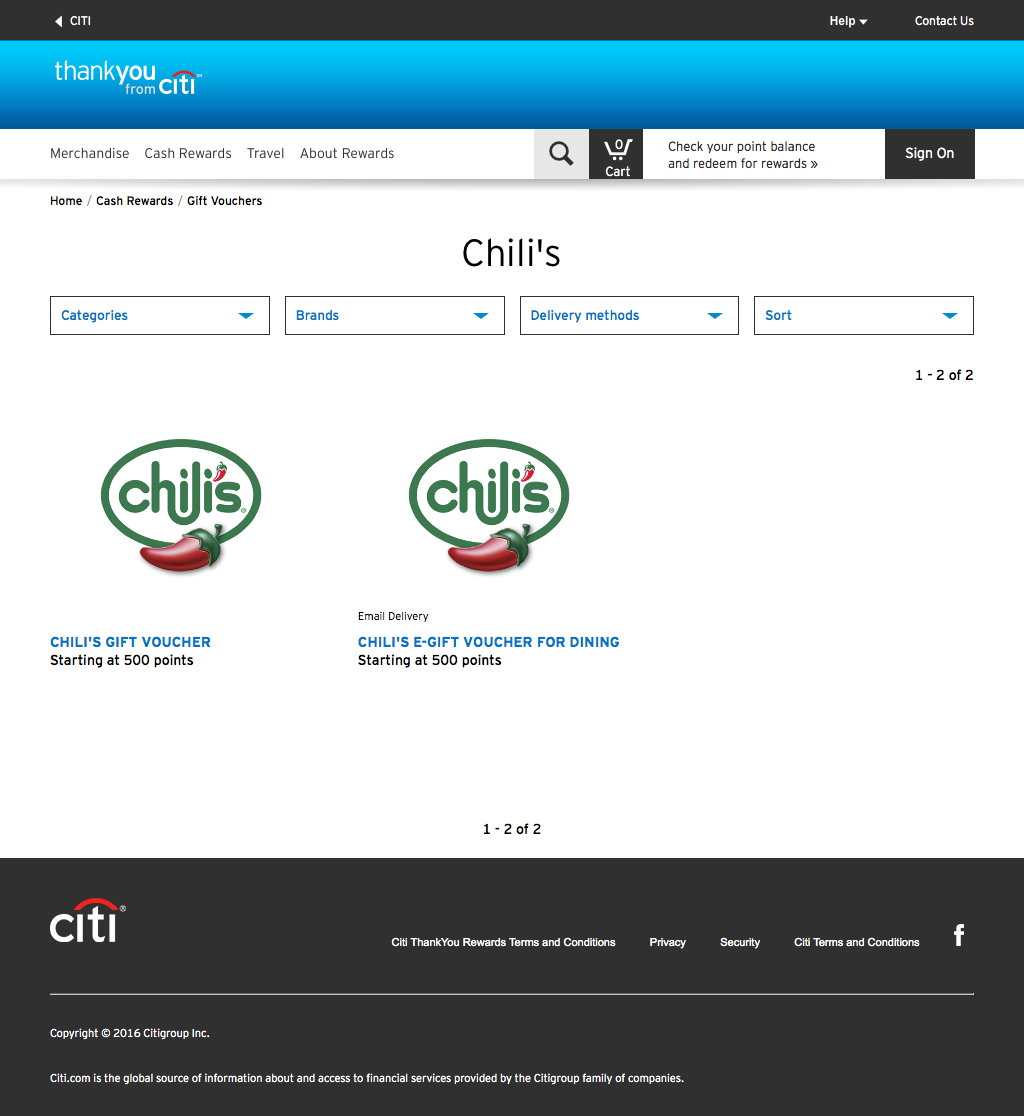 CITI
Help
Contact Us
thankyou
from citi
Merchandise
Cash Rewards
Travel
About Rewards
0
Cart
Check your point balance
and redeem for rewards »
Sign On
Home / Cash Rewards / Gift Vouchers
Chili's
Categories
Brands
Delivery methods
Sort
1 - 2 of 2
chili's®
chili's®
Email Delivery
CHILI'S GIFT VOUCHER
Starting at 500 points
CHILI'S E-GIFT VOUCHER FOR DINING
Starting at 500 points
1 - 2 of 2
citi®
Citi ThankYou Rewards Terms and Conditions
Privacy
Security
Citi Terms and Conditions
f
Copyright © 2016 Citigroup Inc.
Citi.com is the global source of information about and access to financial services provided by the Citigroup family of companies.